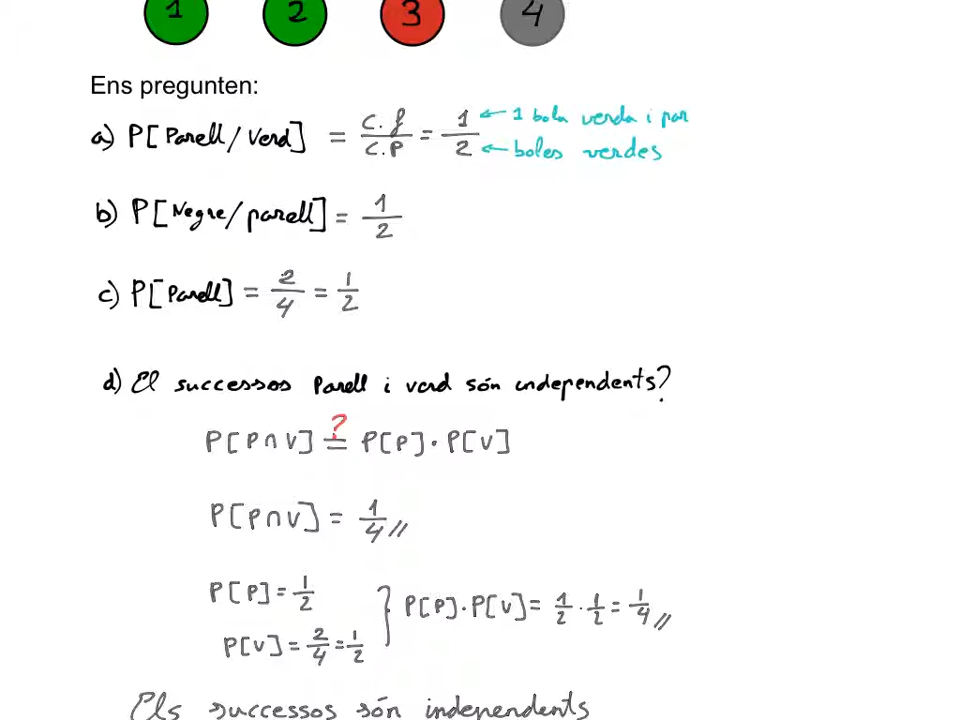 1 2 3 4
Ens pregunten:
a) P[Parell/Verd] = c.f/c.p = 1/2 ← 1 bola verda i par
← boles verdes
b) P[Negre/parell] = 1/2
c) P[Parell] = 2/4 = 1/2
d) El successos Parell i verd són independents?
P[P∩V] =? P[P]·P[V]
P[P∩V] = 1/4 //
P[P] = 1/2
P[V] = 2/4 = 1/2 } P[P]·P[V] = 1/2 · 1/2 = 1/4 //
Els successos són independents